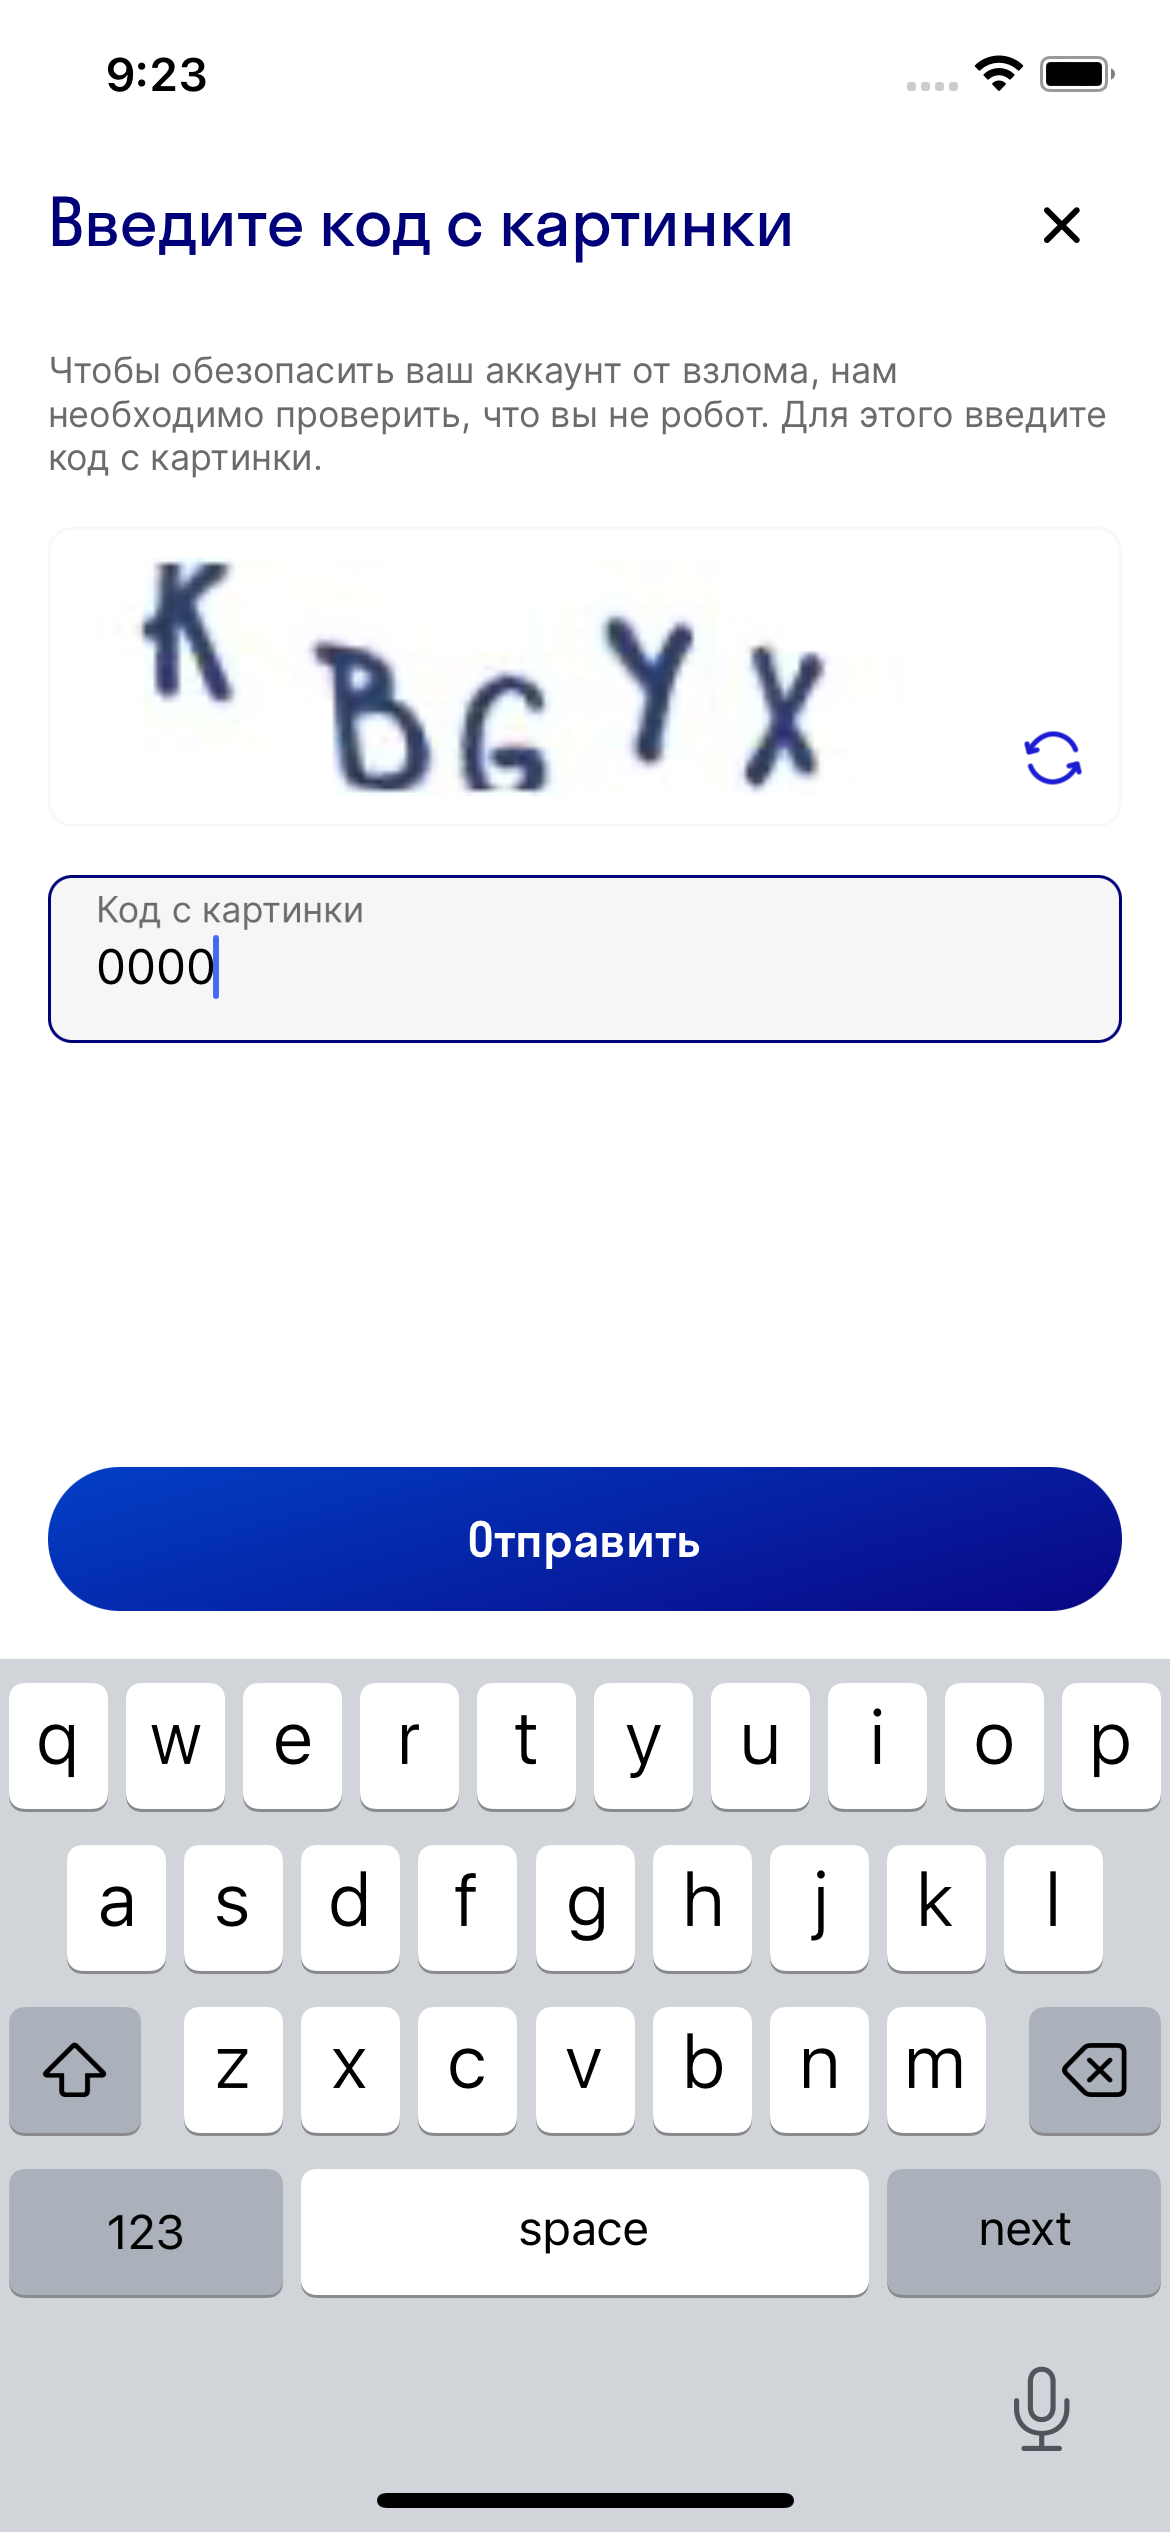 9:23
Введите код с картинки
Чтобы обезопасить ваш аккаунт от взлома, нам
необходимо проверить, что вы не робот. Для этого введите
код с картинки.
K B G Y X
Код с картинки
0000
Отправить
q w e r t y u i o p
a s d f g h j k l
z x c v b n m
123 space next